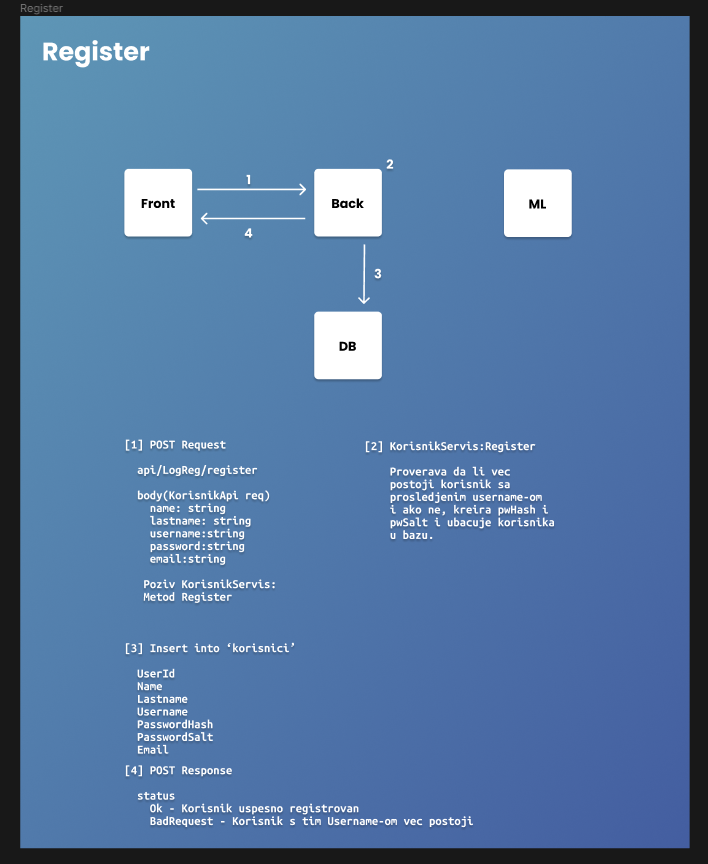 Register
Register
2
1
Front
Back
ML
4
3
DB
[1] POST Request
api/LogReg/register
body(KorisnikApi req)
name: string
lastname: string
username:string
password:string
email:string
Poziv KorisnikServis:
Metod Register
[2] KorisnikServis:Register
Proverava da li vec
postoji korisnik sa
prosledjenim username-om
i ako ne, kreira pwHash i
pwSalt i ubacuje korisnika
u bazu.
[3] Insert into ‘korisnici’
UserId
Name
Lastname
Username
PasswordHash
PasswordSalt
Email
[4] POST Response
status
Ok - Korisnik uspesno registrovan
BadRequest - Korisnik s tim Username-om vec postoji